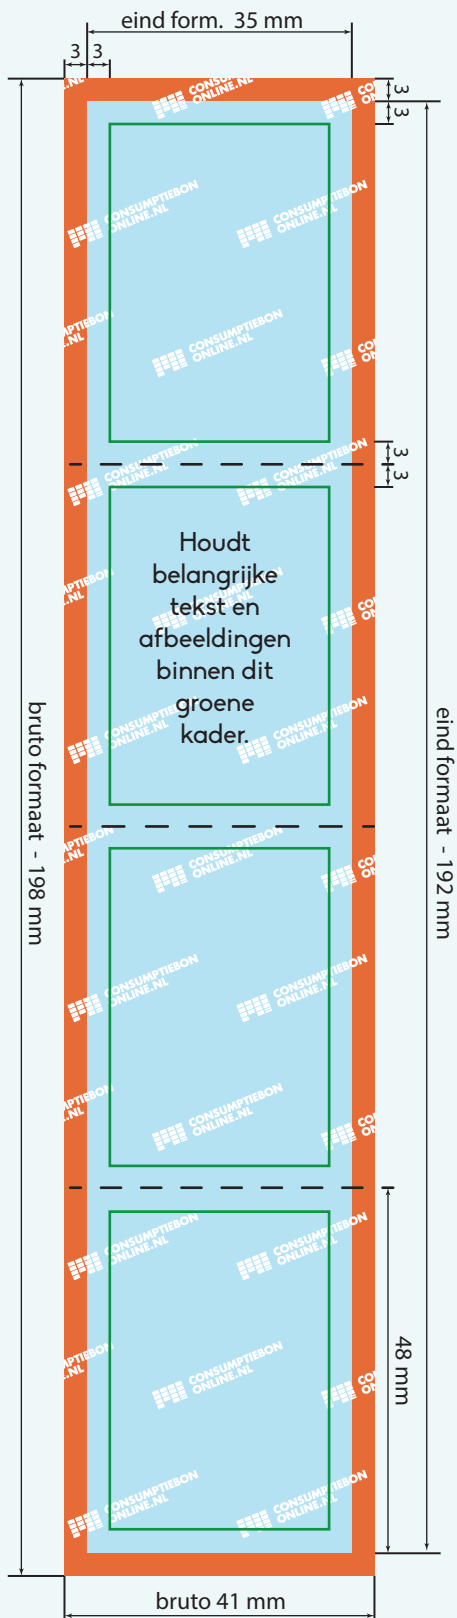 eind form. 35 mm
3 3
3
3
CONSUMPTIEBON
ONLINE.NL
3
3
Houdt
belangrijke
tekst en
afbeeldingen
binnen dit
groene
kader.
bruto formaat - 198 mm
eind formaat - 192 mm
48 mm
bruto 41 mm